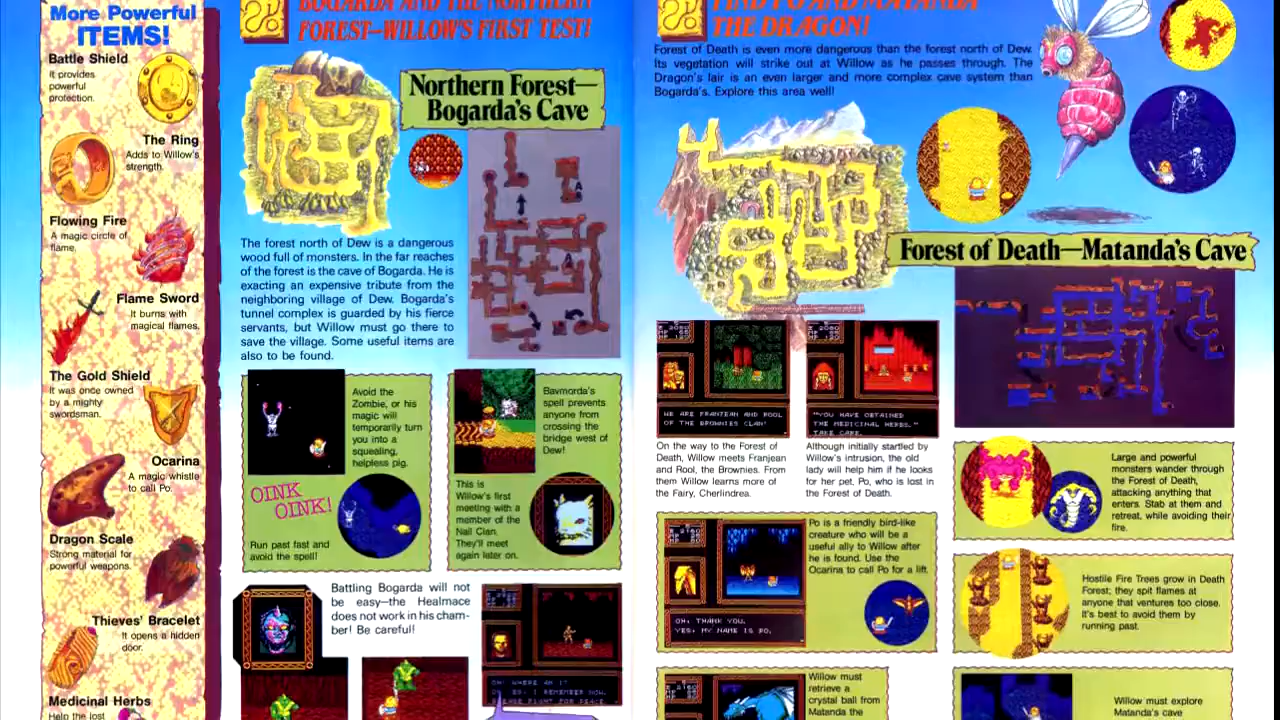 More Powerful
ITEMS!
Battle Shield
It provides
powerful
protection.
The Ring
Adds to Willow's
strength.
Flowing Fire
A magic circle of
flame.
Flame Sword
It burns with
magical flames.
The Gold Shield
It was once owned
by a mighty
swordsman.
Ocarina
A magic whistle
to call Po.
Dragon Scale
Strong material for
powerful weapons.
Thieves' Bracelet
It opens a hidden
door.
Medicinal Herbs
Help the lost
BOGARDA AND THE NORTHERN
FOREST—WILLOW'S FIRST TEST!
Northern Forest—
Bogarda's Cave
The forest north of Dew is a dangerous
wood full of monsters. In the far reaches
of the forest is the cave of Bogarda. He is
exacting an expensive tribute from the
neighboring village of Dew. Bogarda's
tunnel complex is guarded by his fierce
servants, but Willow must go there to
save the village. Some useful items are
also to be found.
A
B
A
Avoid the
Zombie, or his
magic will
temporarily turn
you into a
squealing,
helpless pig.
OINK
OINK!
Run past fast and
avoid the spell!
Bavmorda's
spell prevents
anyone from
crossing the
bridge west of
Dew!
This is
Willow's first
meeting with a
member of the
Nail Clan.
They'll meet
again later on.
Battling Bogarda will not
be easy—the Healmace
does not work in his cham-
ber! Be careful!
OH! WHERE AM I?
I REMEMBER NOW.
FIGHT FOR PEACE
FIND PO AND MATANDA
THE DRAGON!
Forest of Death is even more dangerous than the forest north of Dew.
Its vegetation will strike out at Willow as he passes through. The
Dragon's lair is an even larger and more complex cave system than
Bogarda's. Explore this area well!
Forest of Death—Matanda's Cave
WE ARE FRANJEAN AND ROOL
OF THE BROWNIES CLAN
"YOU HAVE OBTAINED
THE MEDICINAL HERBS."
TAKE CARE.
On the way to the Forest of
Death, Willow meets Franjean
and Rool, the Brownies. From
them Willow learns more of
the Fairy, Cherlindrea.
Although initially startled by
Willow's intrusion, the old
lady will help him if he looks
for her pet, Po, who is lost in
the Forest of Death.
OH, THANK YOU.
YES, MY NAME IS PO.
Po is a friendly bird-like
creature who will be a
useful ally to Willow after
he is found. Use the
Ocarina to call Po for a lift.
Willow must
retrieve a
crystal ball from
Matanda the
Large and powerful
monsters wander through
the Forest of Death,
attacking anything that
enters. Stab at them and
retreat, while avoiding their
fire.
Hostile Fire Trees grow in Death
Forest; they spit flames at
anyone that ventures too close.
It's best to avoid them by
running past.
Willow must explore
Matanda's cave